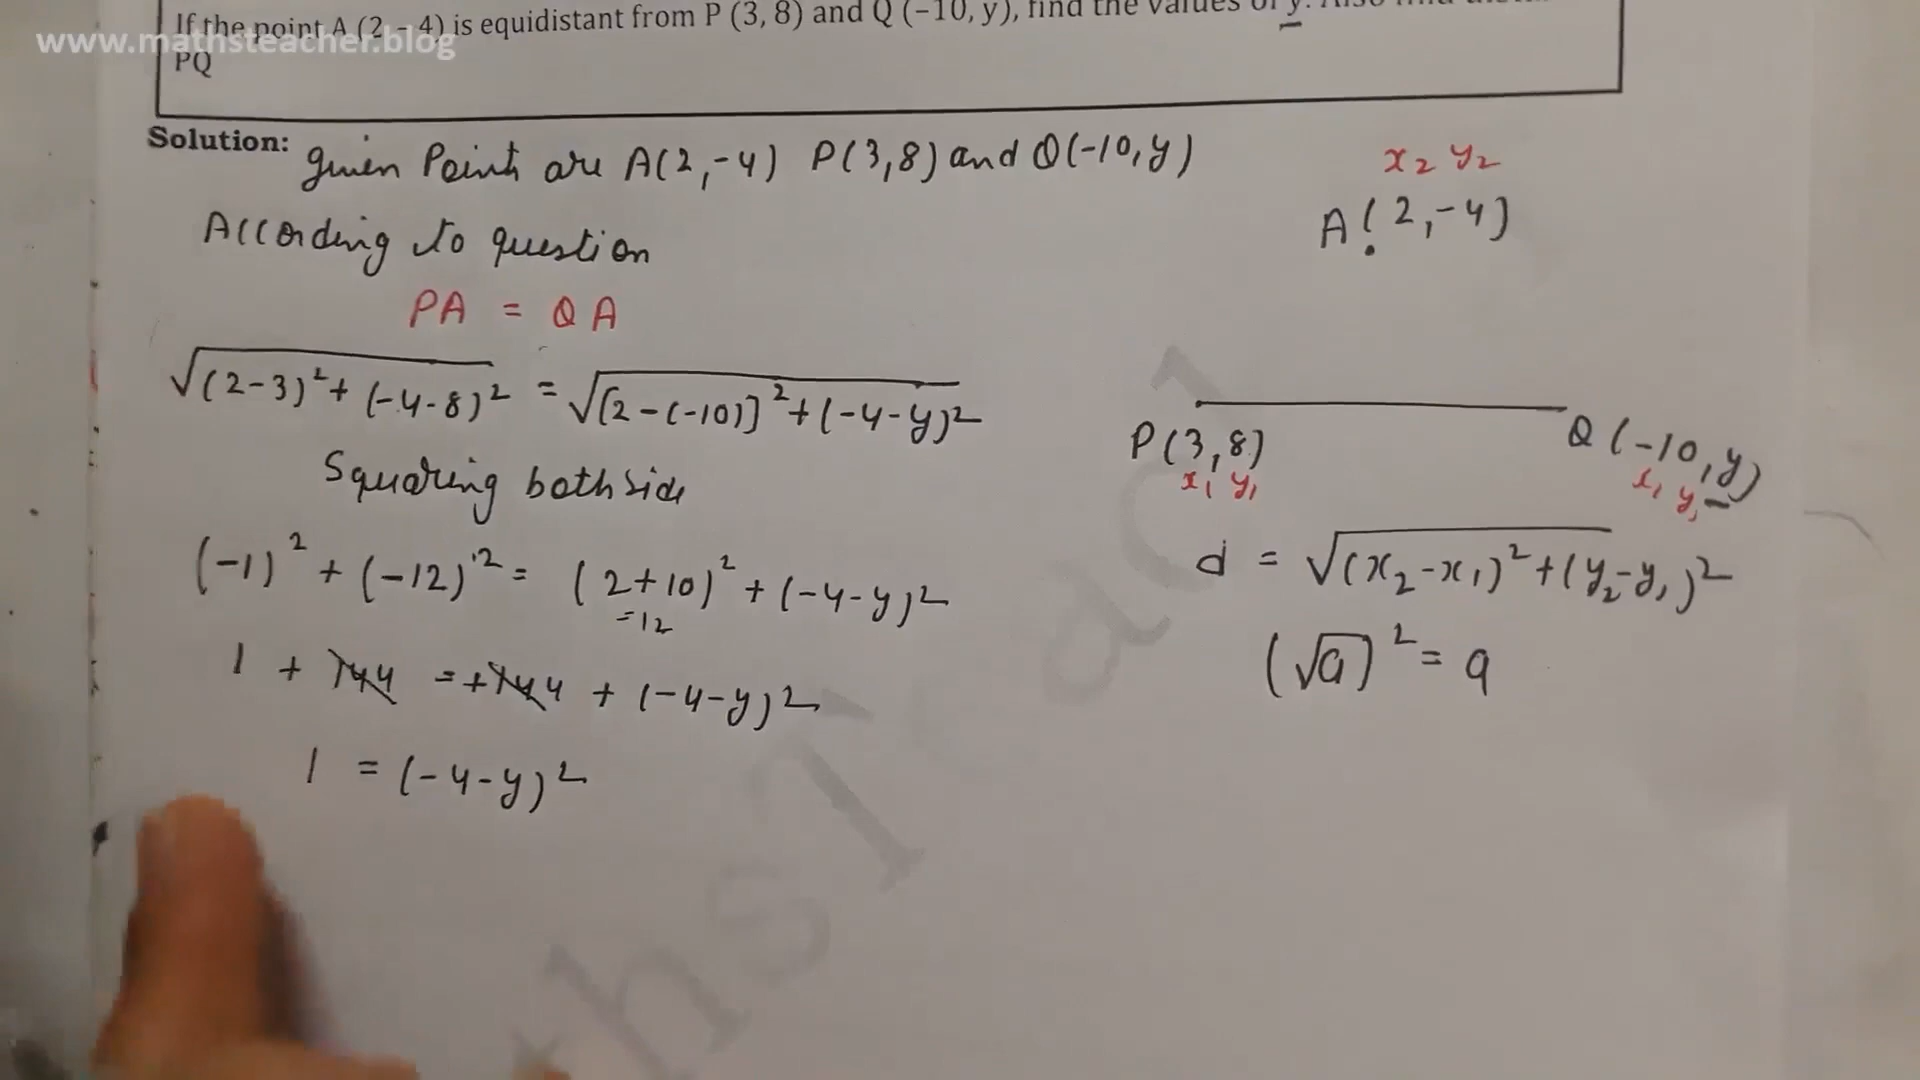 If the point A (2, - 4) is equidistant from P (3, 8) and Q (-10, y), find the values of y. Also find
www.mathsteacher.blog
PQ
Solution: given Points are A(2,-4) P(3,8) and Q(-10,y)
x₂ y₂
A(2,-4)
According to question
PA = QA
√(2-3)²+(-4-8)² = √[2-(-10)]²+(-4-y)²
P(3,8)
x₁ y₁
Q(-10,y)
x₁ y₁
Squaring both side
(-1)² + (-12)² = (2+10)² + (-4-y)²
=12
d = √(x₂-x₁)²+(y₂-y₁)²
1 + 144 = +144 + (-4-y)²
(√a)² = a
1 = (-4-y)²